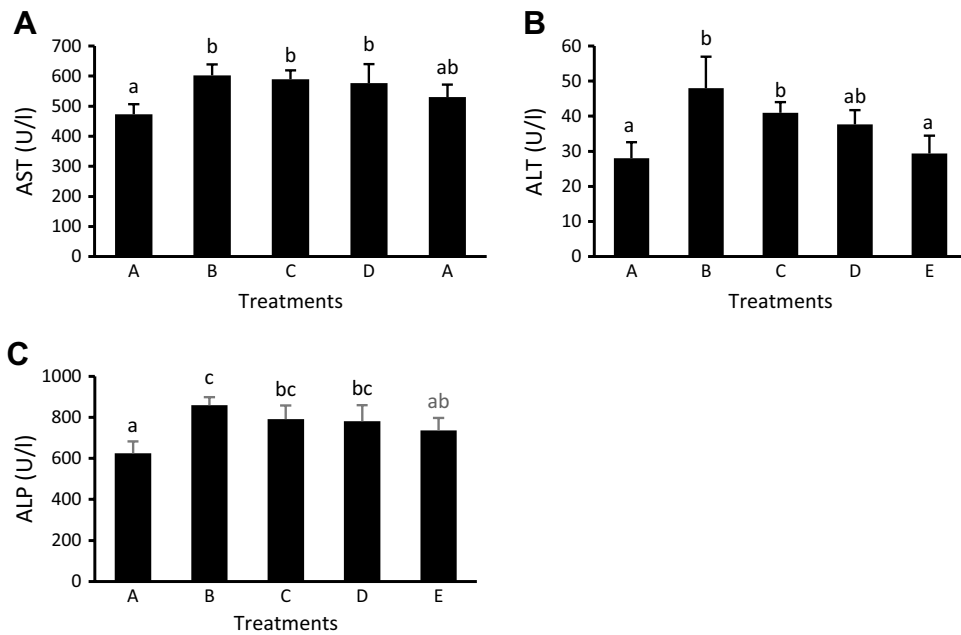 A
AST (U/l)
700
600
500
400
300
200
100
0
a
b
b
b
ab
A
B
C
D
A
Treatments
B
ALT (U/l)
60
50
40
30
20
10
0
a
b
b
ab
a
A
B
C
D
E
Treatments
C
ALP (U/l)
1000
800
600
400
200
0
a
c
bc
bc
ab
A
B
C
D
E
Treatments